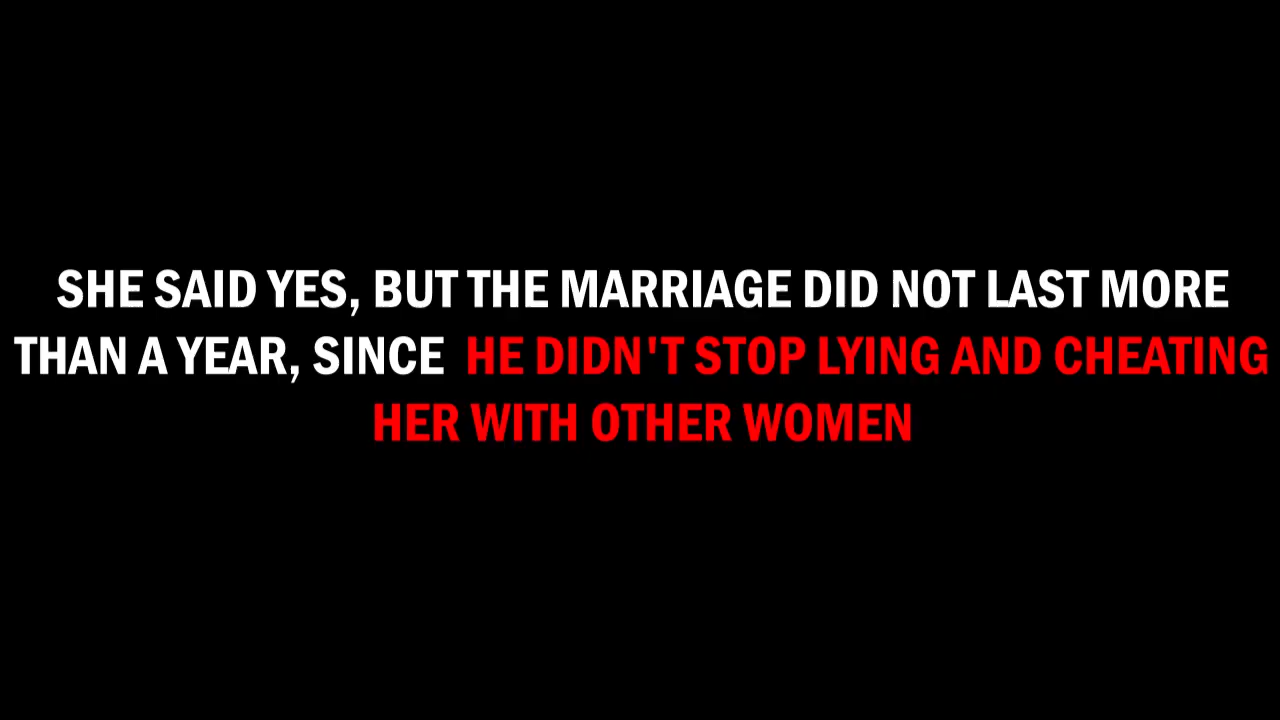 SHE SAID YES, BUT THE MARRIAGE DID NOT LAST MORE
THAN A YEAR, SINCE HE DIDN'T STOP LYING AND CHEATING
HER WITH OTHER WOMEN